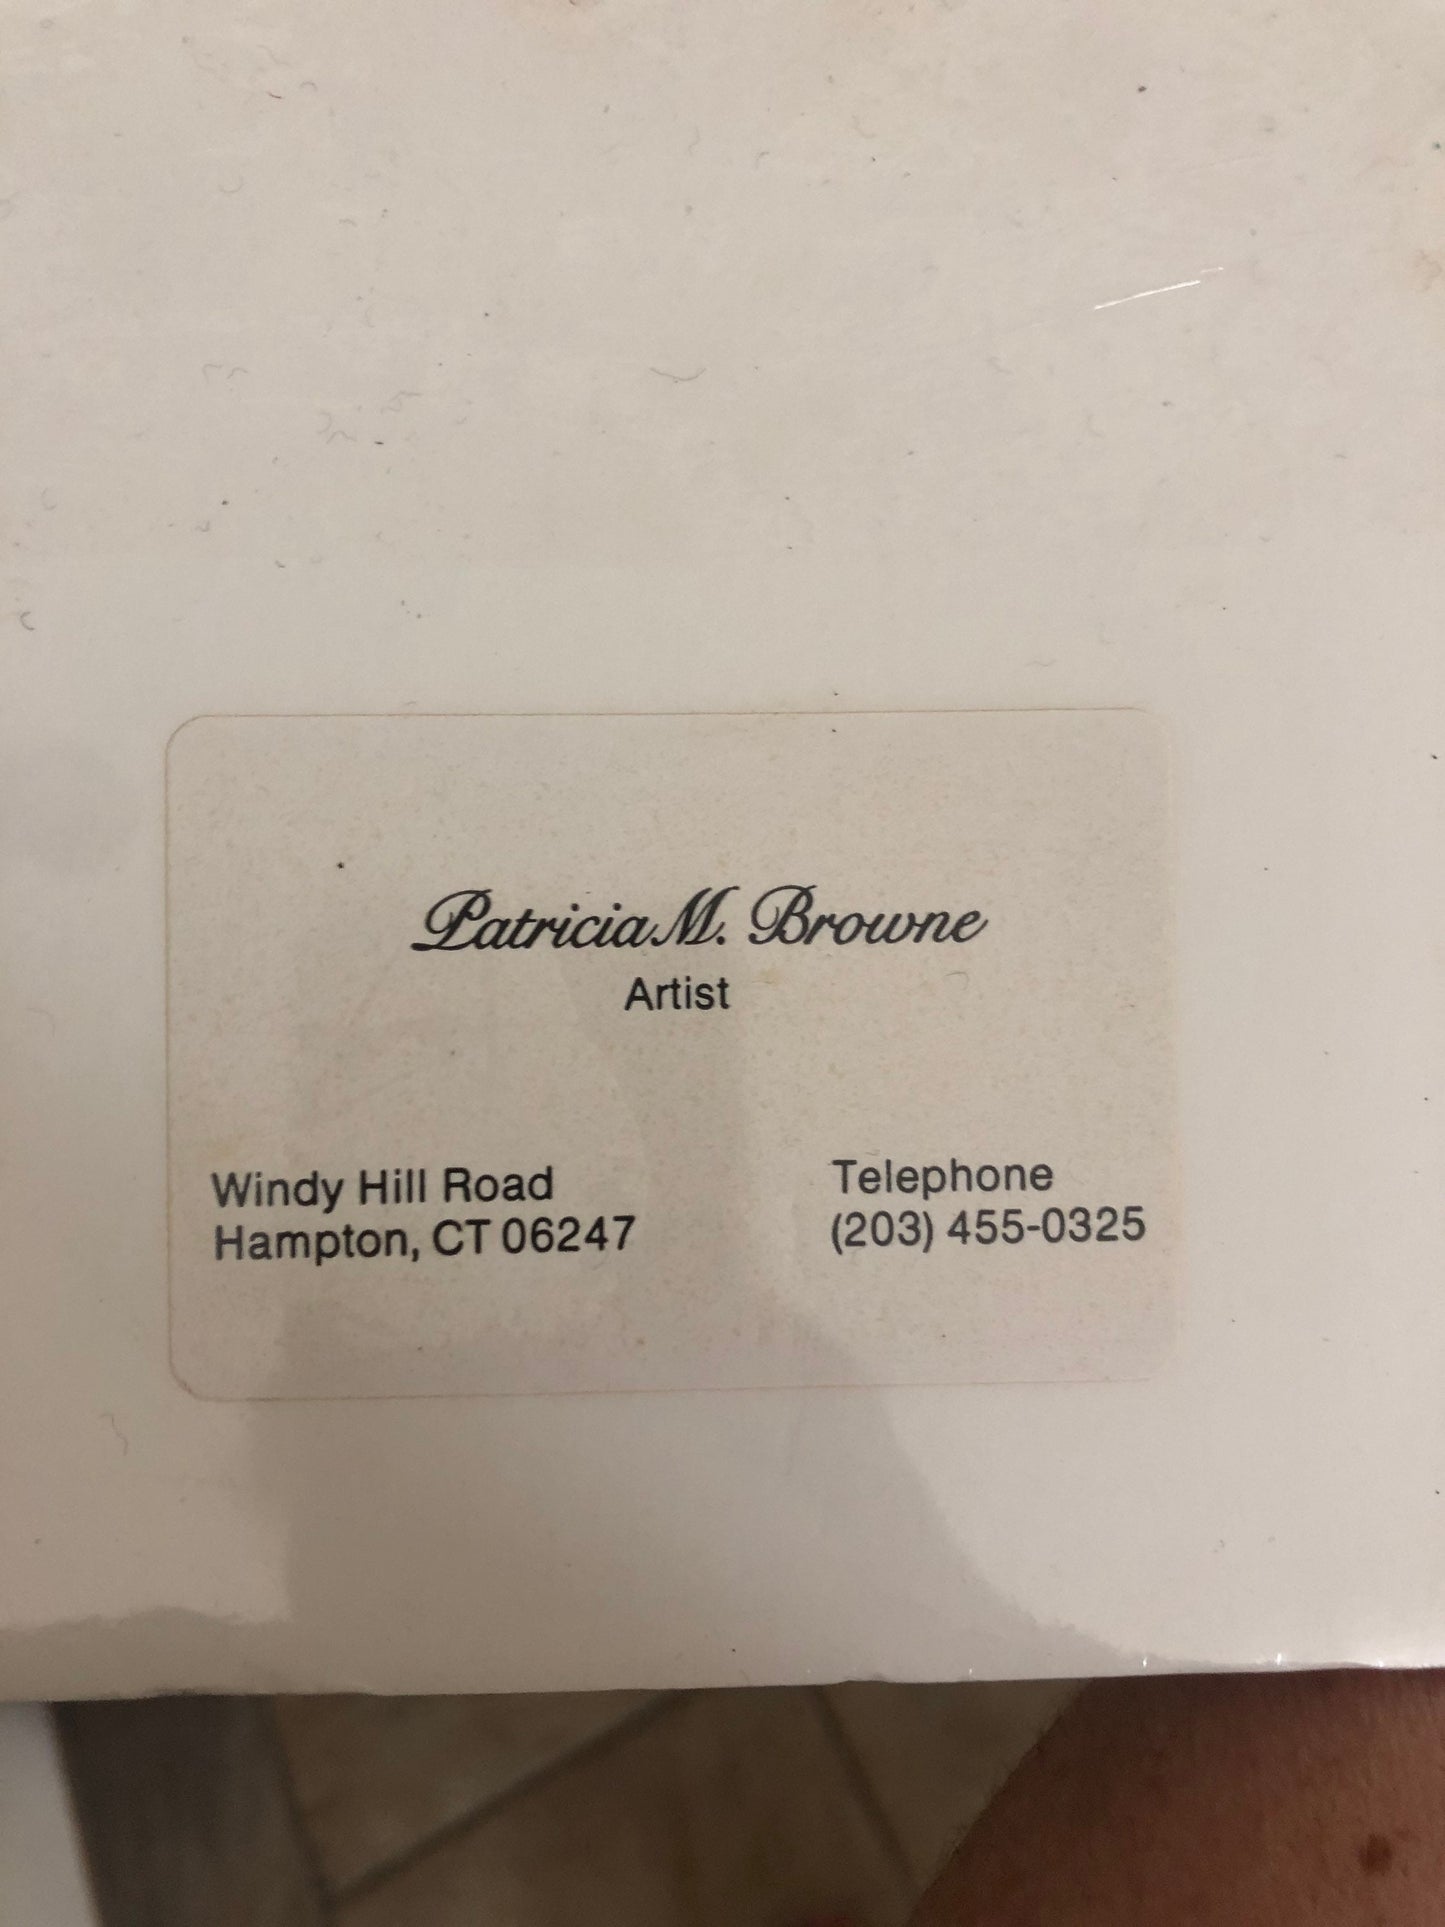 Patricia M. Browne
Artist
Windy Hill Road
Hampton, CT 06247
Telephone
(203) 455-0325